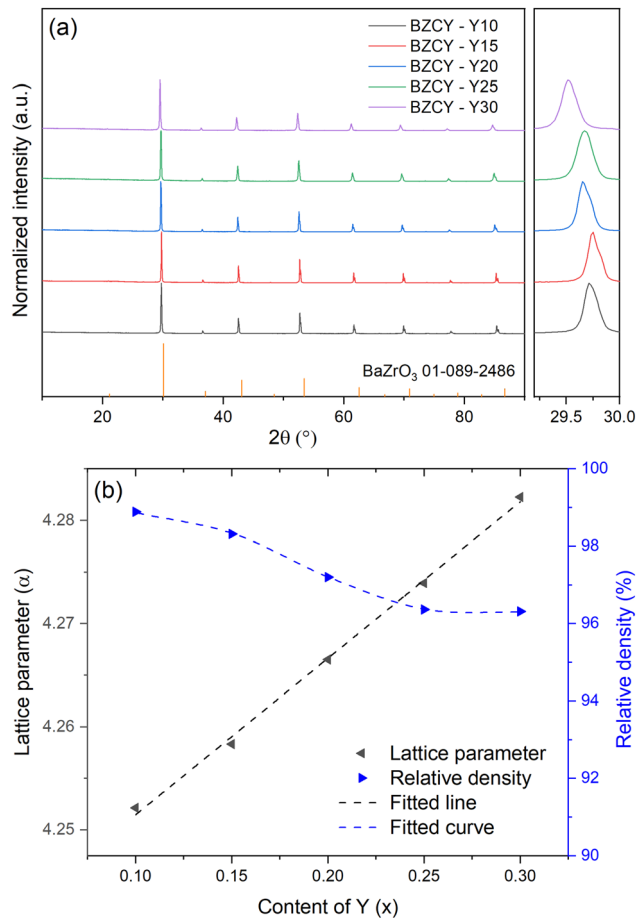 (a)
BZCY - Y10
BZCY - Y15
BZCY - Y20
BZCY - Y25
BZCY - Y30
Normalized intensity (a.u.)
BaZrO₃ 01-089-2486
20 40 60 80
2θ (°)
29.5 30.0
(b)
Lattice parameter (α)
4.28
4.27
4.26
4.25
100
98
96
95
93
91
90
Relative density (%)
Lattice parameter
Relative density
Fitted line
Fitted curve
0.10 0.15 0.20 0.25 0.30
Content of Y (x)